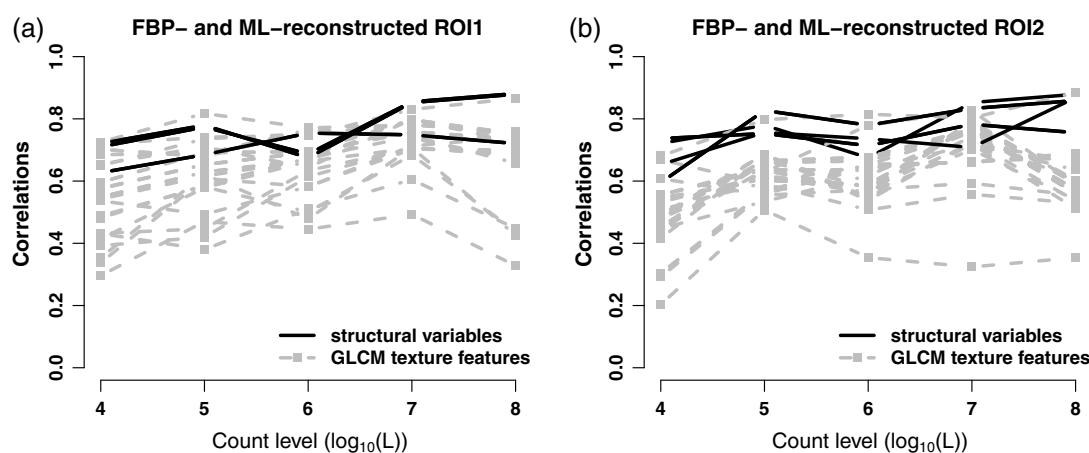 (a) FBP− and ML−reconstructed ROI1
Correlations
1.0
0.8
0.6
0.4
0.2
0.0
structural variables
GLCM texture features
4 5 6 7 8
Count level (log10(L))
(b) FBP− and ML−reconstructed ROI2
Correlations
1.0
0.8
0.6
0.4
0.2
0.0
structural variables
GLCM texture features
4 5 6 7 8
Count level (log10(L))